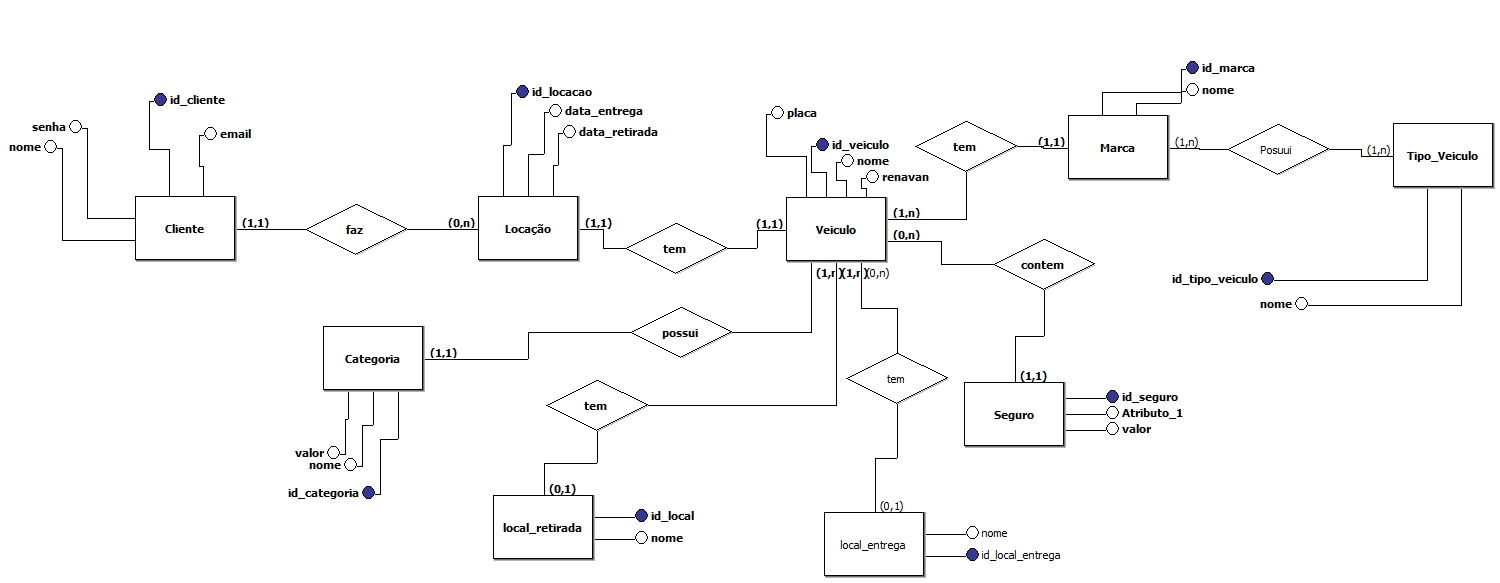 id_marca
nome
id_cliente
id_locacao
data_entrega
data_retirada
placa
senha
email
nome
id_veiculo
nome
renavan
tem
(1,1)
Marca
(1,n)
Posuui
(1,n)
Tipo_Veiculo
Cliente
(1,1)
faz
(0,n)
Locação
(1,1)
tem
(1,1)
Veiculo
(1,n)
(0,n)
contem
(1,n)
(1,n)
(0,n)
id_tipo_veiculo
nome
Categoria
(1,1)
possui
tem
tem
(1,1)
Seguro
id_seguro
Atributo_1
valor
valor
nome
id_categoria
(0,1)
local_retirada
id_local
nome
(0,1)
local_entrega
nome
id_local_entrega